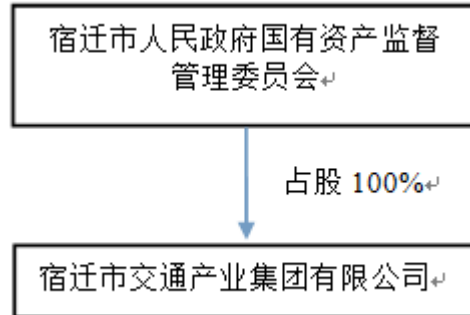 宿迁市人民政府国有资产监督
管理委员会↵
占股 100%↵
宿迁市交通产业集团有限公司↵